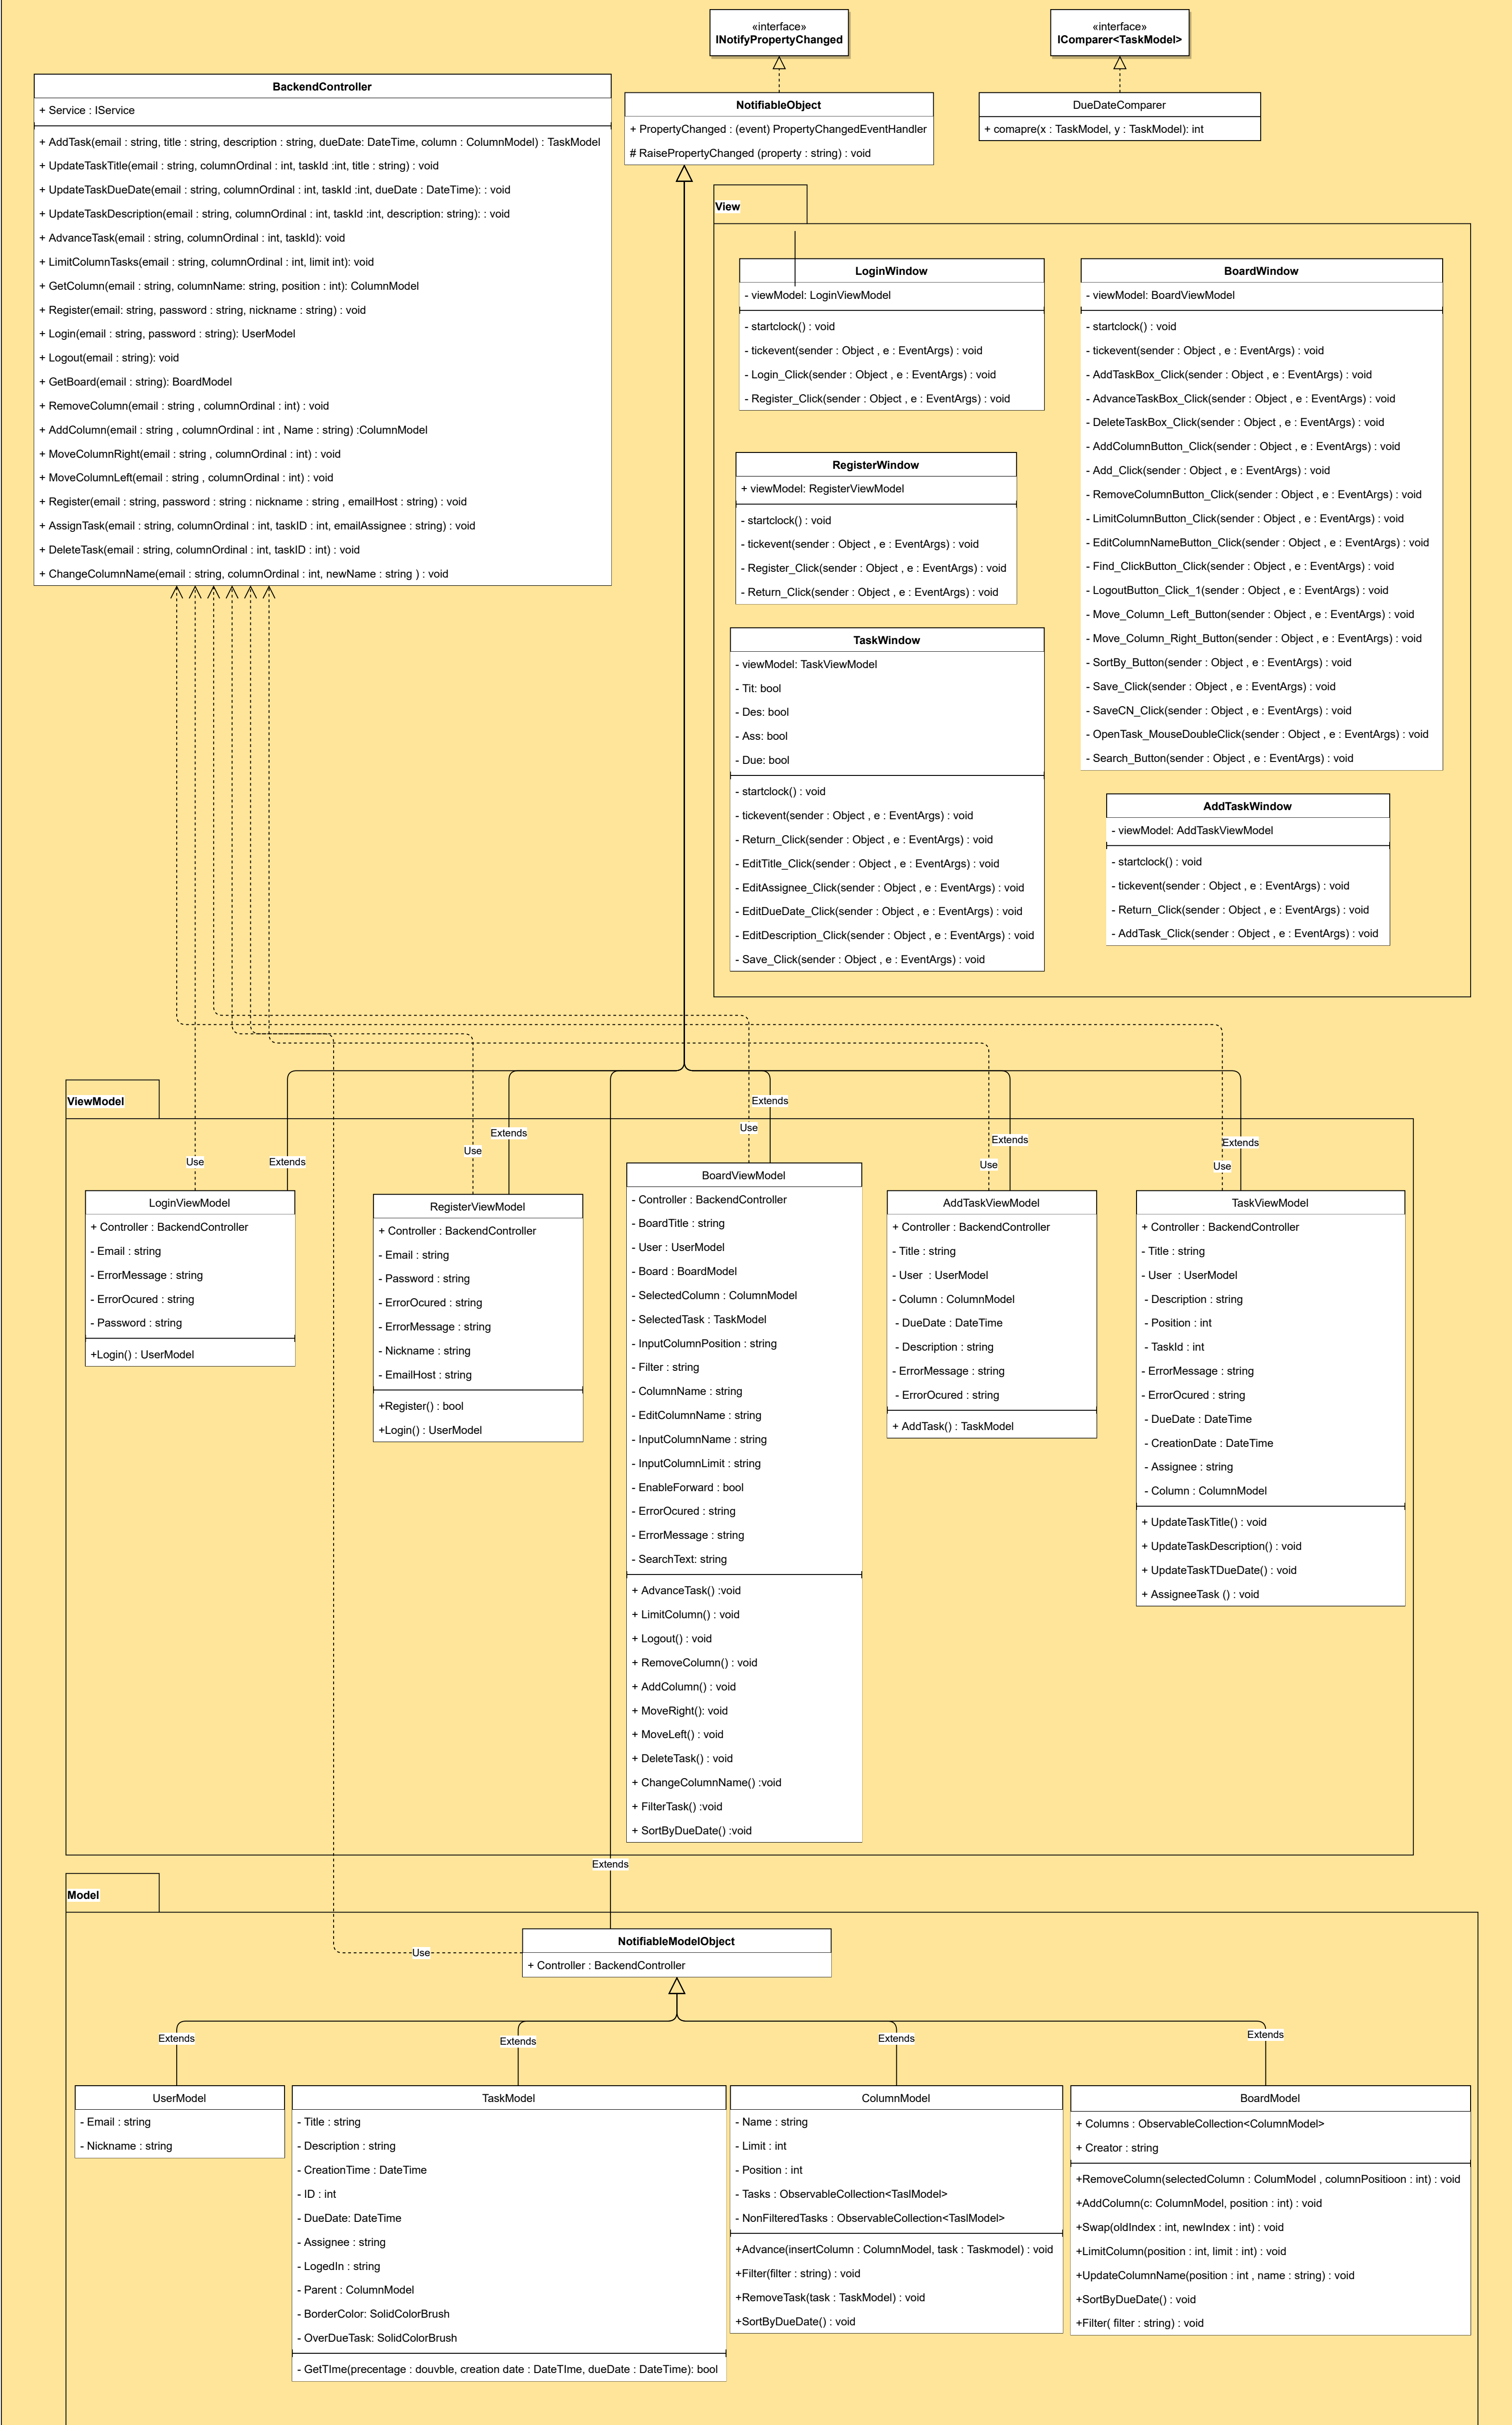 «interface»
INotifyPropertyChanged
«interface»
IComparer<TaskModel>
BackendController
+ Service : IService
+ AddTask(email : string, title : string, description : string, dueDate: DateTime, column : ColumnModel) : TaskModel
+ UpdateTaskTitle(email : string, columnOrdinal : int, taskId :int, title : string) : void
+ UpdateTaskDueDate(email : string, columnOrdinal : int, taskId :int, dueDate : DateTime): : void
+ UpdateTaskDescription(email : string, columnOrdinal : int, taskId :int, description: string): : void
+ AdvanceTask(email : string, columnOrdinal : int, taskId): void
+ LimitColumnTasks(email : string, columnOrdinal : int, limit int): void
+ GetColumn(email : string, columnName: string, position : int): ColumnModel
+ Register(email: string, password : string, nickname : string) : void
+ Login(email : string, password : string): UserModel
+ Logout(email : string): void
+ GetBoard(email : string): BoardModel
+ RemoveColumn(email : string , columnOrdinal : int) : void
+ AddColumn(email : string , columnOrdinal : int , Name : string) :ColumnModel
+ MoveColumnRight(email : string , columnOrdinal : int) : void
+ MoveColumnLeft(email : string , columnOrdinal : int) : void
+ Register(email : string, password : string : nickname : string , emailHost : string) : void
+ AssignTask(email : string, columnOrdinal : int, taskID : int, emailAssignee : string) : void
+ DeleteTask(email : string, columnOrdinal : int, taskID : int) : void
+ ChangeColumnName(email : string, columnOrdinal : int, newName : string ) : void
NotifiableObject
+ PropertyChanged : (event) PropertyChangedEventHandler
# RaisePropertyChanged (property : string) : void
DueDateComparer
+ comapre(x : TaskModel, y : TaskModel): int
View
LoginWindow
- viewModel: LoginViewModel
- startclock() : void
- tickevent(sender : Object , e : EventArgs) : void
- Login_Click(sender : Object , e : EventArgs) : void
- Register_Click(sender : Object , e : EventArgs) : void
BoardWindow
- viewModel: BoardViewModel
- startclock() : void
- tickevent(sender : Object , e : EventArgs) : void
- AddTaskBox_Click(sender : Object , e : EventArgs) : void
- AdvanceTaskBox_Click(sender : Object , e : EventArgs) : void
- DeleteTaskBox_Click(sender : Object , e : EventArgs) : void
- AddColumnButton_Click(sender : Object , e : EventArgs) : void
- Add_Click(sender : Object , e : EventArgs) : void
- RemoveColumnButton_Click(sender : Object , e : EventArgs) : void
- LimitColumnButton_Click(sender : Object , e : EventArgs) : void
- EditColumnNameButton_Click(sender : Object , e : EventArgs) : void
- Find_ClickButton_Click(sender : Object , e : EventArgs) : void
- LogoutButton_Click_1(sender : Object , e : EventArgs) : void
- Move_Column_Left_Button(sender : Object , e : EventArgs) : void
- Move_Column_Right_Button(sender : Object , e : EventArgs) : void
- SortBy_Button(sender : Object , e : EventArgs) : void
- Save_Click(sender : Object , e : EventArgs) : void
- SaveCN_Click(sender : Object , e : EventArgs) : void
- OpenTask_MouseDoubleClick(sender : Object , e : EventArgs) : void
- Search_Button(sender : Object , e : EventArgs) : void
RegisterWindow
+ viewModel: RegisterViewModel
- startclock() : void
- tickevent(sender : Object , e : EventArgs) : void
- Register_Click(sender : Object , e : EventArgs) : void
- Return_Click(sender : Object , e : EventArgs) : void
TaskWindow
- viewModel: TaskViewModel
- Tit: bool
- Des: bool
- Ass: bool
- Due: bool
- startclock() : void
- tickevent(sender : Object , e : EventArgs) : void
- Return_Click(sender : Object , e : EventArgs) : void
- EditTitle_Click(sender : Object , e : EventArgs) : void
- EditAssignee_Click(sender : Object , e : EventArgs) : void
- EditDueDate_Click(sender : Object , e : EventArgs) : void
- EditDescription_Click(sender : Object , e : EventArgs) : void
- Save_Click(sender : Object , e : EventArgs) : void
AddTaskWindow
- viewModel: AddTaskViewModel
- startclock() : void
- tickevent(sender : Object , e : EventArgs) : void
- Return_Click(sender : Object , e : EventArgs) : void
- AddTask_Click(sender : Object , e : EventArgs) : void
ViewModel
Use
Extends
Use
Extends
Use
Extends
Use
Extends
Use
Extends
LoginViewModel
+ Controller : BackendController
- Email : string
- ErrorMessage : string
- ErrorOcured : string
- Password : string
+Login() : UserModel
RegisterViewModel
+ Controller : BackendController
- Email : string
- Password : string
- ErrorOcured : string
- ErrorMessage : string
- Nickname : string
- EmailHost : string
+Register() : bool
+Login() : UserModel
BoardViewModel
- Controller : BackendController
- BoardTitle : string
- User : UserModel
- Board : BoardModel
- SelectedColumn : ColumnModel
- SelectedTask : TaskModel
- InputColumnPosition : string
- Filter : string
- ColumnName : string
- EditColumnName : string
- InputColumnName : string
- InputColumnLimit : string
- EnableForward : bool
- ErrorOcured : string
- ErrorMessage : string
- SearchText: string
+ AdvanceTask() :void
+ LimitColumn() : void
+ Logout() : void
+ RemoveColumn() : void
+ AddColumn() : void
+ MoveRight(): void
+ MoveLeft() : void
+ DeleteTask() : void
+ ChangeColumnName() :void
+ FilterTask() :void
+ SortByDueDate() :void
AddTaskViewModel
+ Controller : BackendController
- Title : string
- User : UserModel
- Column : ColumnModel
- DueDate : DateTime
- Description : string
- ErrorMessage : string
- ErrorOcured : string
+ AddTask() : TaskModel
TaskViewModel
+ Controller : BackendController
- Title : string
- User : UserModel
- Description : string
- Position : int
- TaskId : int
- ErrorMessage : string
- ErrorOcured : string
- DueDate : DateTime
- CreationDate : DateTime
- Assignee : string
- Column : ColumnModel
+ UpdateTaskTitle() : void
+ UpdateTaskDescription() : void
+ UpdateTaskTDueDate() : void
+ AssigneeTask () : void
Extends
Model
Use
NotifiableModelObject
+ Controller : BackendController
Extends
Extends
Extends
Extends
UserModel
- Email : string
- Nickname : string
TaskModel
- Title : string
- Description : string
- CreationTime : DateTime
- ID : int
- DueDate: DateTime
- Assignee : string
- LogedIn : string
- Parent : ColumnModel
- BorderColor: SolidColorBrush
- OverDueTask: SolidColorBrush
- GetTIme(precentage : douvble, creation date : DateTIme, dueDate : DateTime): bool
ColumnModel
- Name : string
- Limit : int
- Position : int
- Tasks : ObservableCollection<TaslModel>
- NonFilteredTasks : ObservableCollection<TaslModel>
+Advance(insertColumn : ColumnModel, task : Taskmodel) : void
+Filter(filter : string) : void
+RemoveTask(task : TaskModel) : void
+SortByDueDate() : void
BoardModel
+ Columns : ObservableCollection<ColumnModel>
+ Creator : string
+RemoveColumn(selectedColumn : ColumModel , columnPositioon : int) : void
+AddColumn(c: ColumnModel, position : int) : void
+Swap(oldIndex : int, newIndex : int) : void
+LimitColumn(position : int, limit : int) : void
+UpdateColumnName(position : int , name : string) : void
+SortByDueDate() : void
+Filter( filter : string) : void